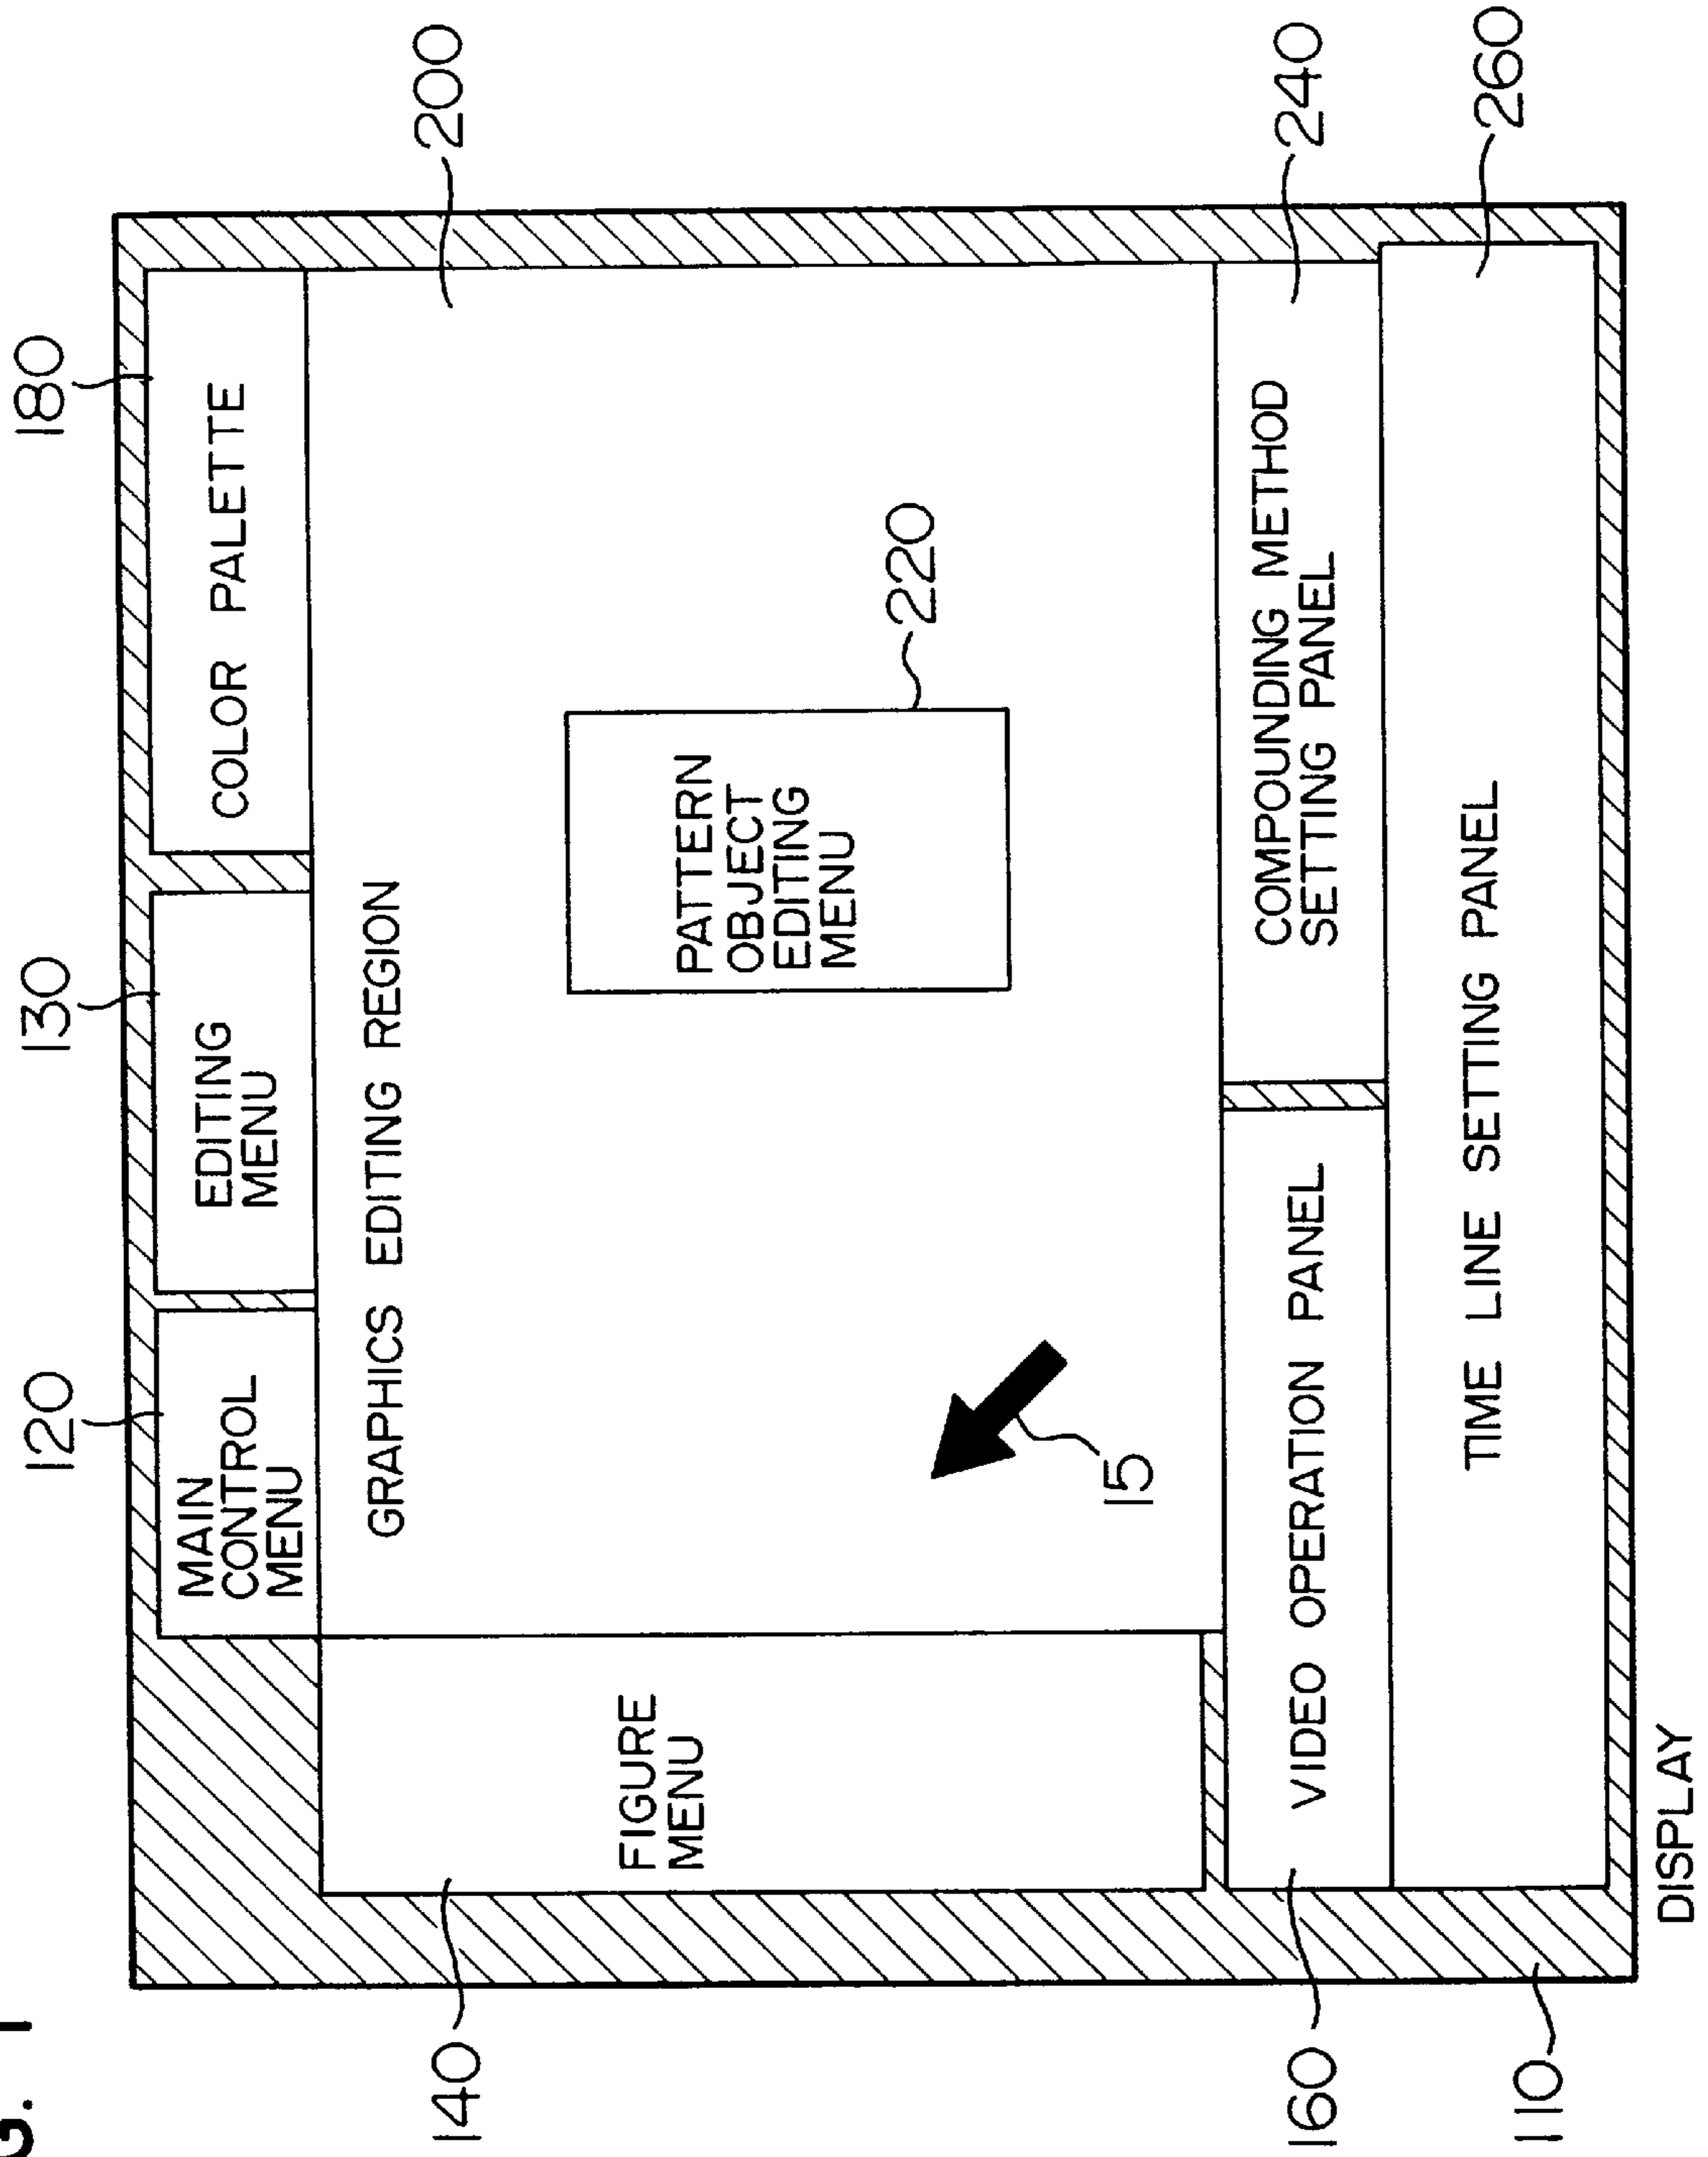 G. 1
120
130
180
MAIN
CONTROL
MENU
EDITING
MENU
COLOR PALETTE
140
FIGURE
MENU
GRAPHICS EDITING REGION
200
PATTERN
OBJECT
EDITING
MENU
220
15
160
VIDEO OPERATION PANEL
COMPOUNDING METHOD
SETTING PANEL
240
110
TIME LINE SETTING PANEL
260
DISPLAY